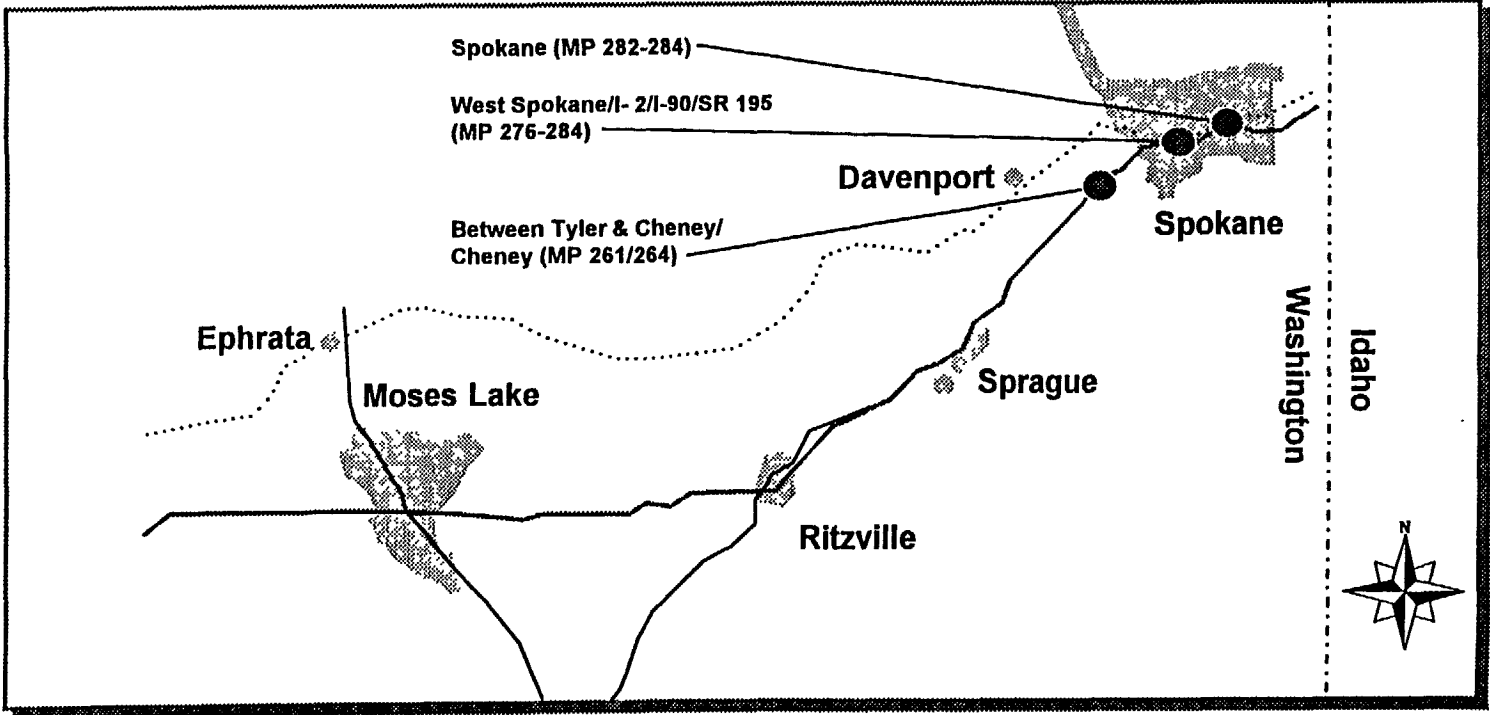 Spokane (MP 282-284)
West Spokane/I- 2/I-90/SR 195
(MP 276-284)
Davenport
Between Tyler & Cheney/
Cheney (MP 261/264)
Spokane
Washington
Idaho
Ephrata
Moses Lake
Sprague
Ritzville
N